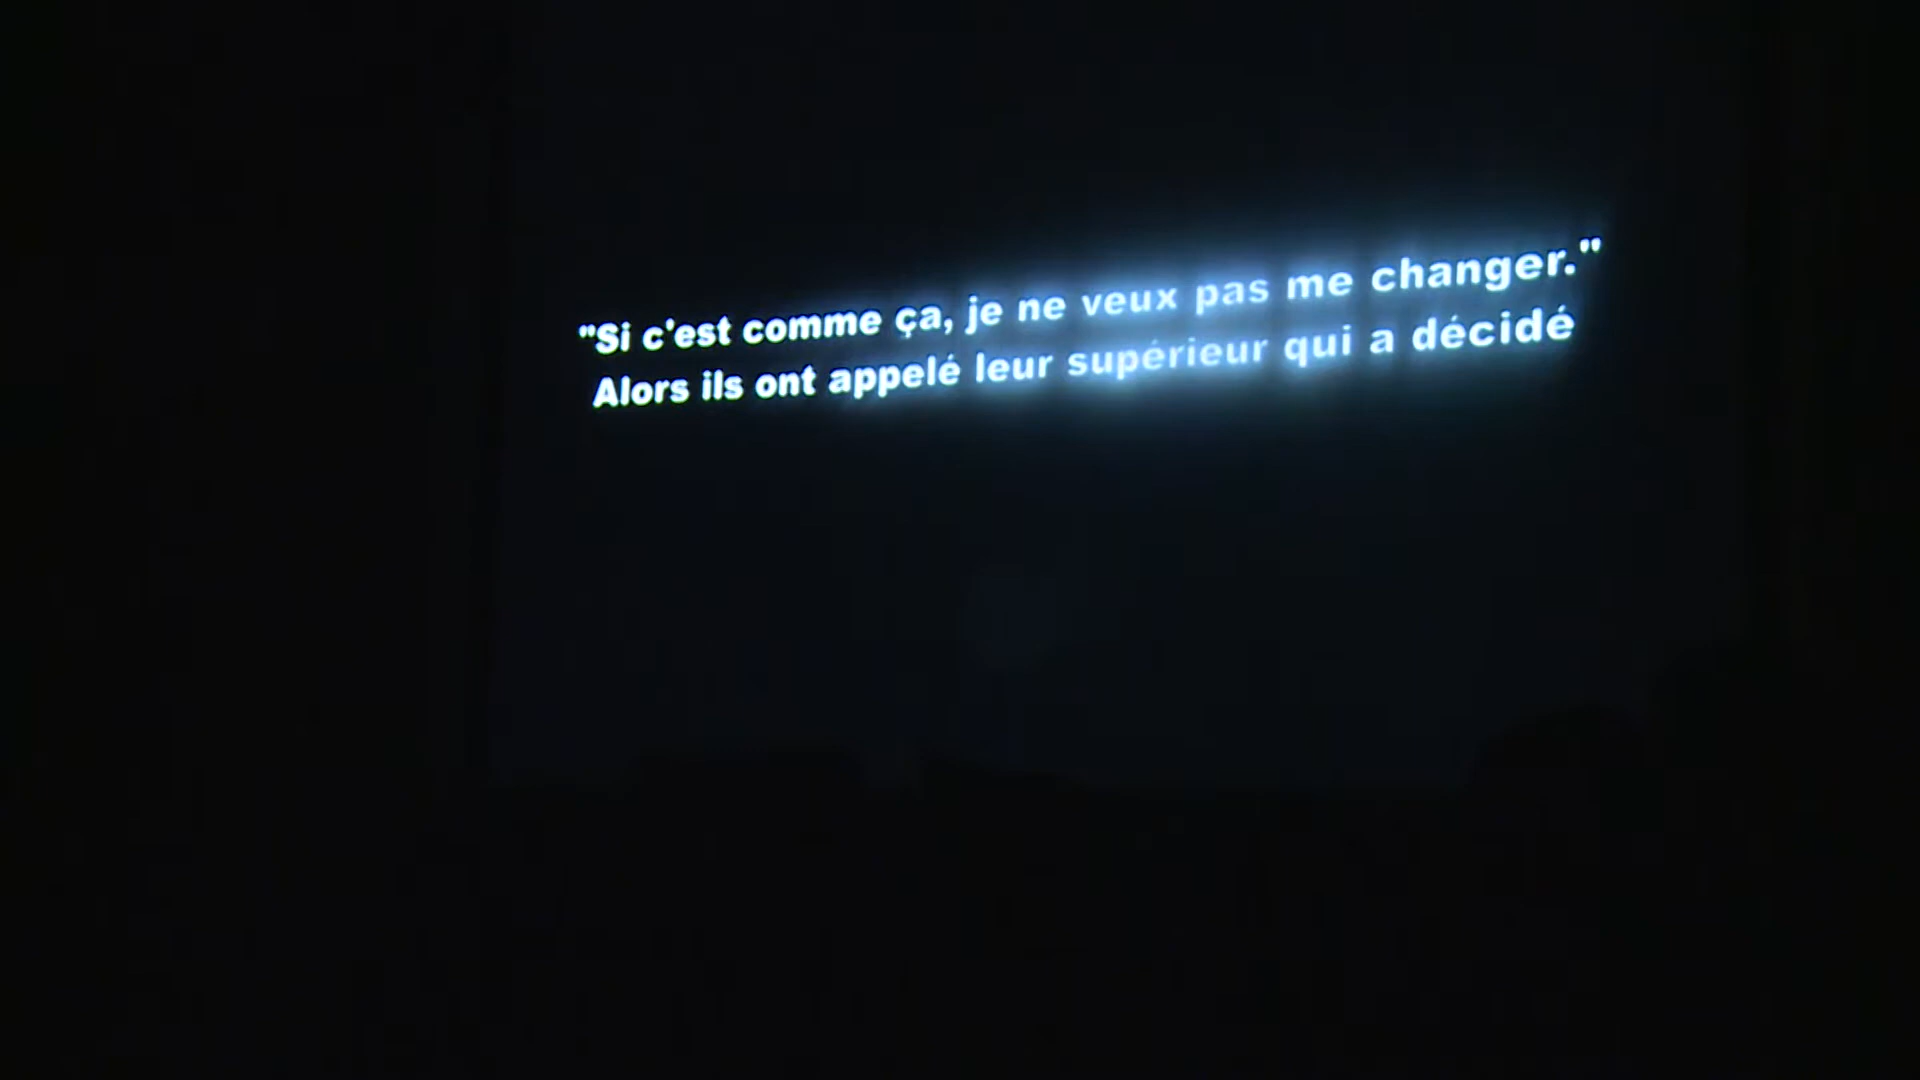 "Si c'est comme ça, je ne veux pas me changer."
Alors ils ont appelé leur supérieur qui a décidé